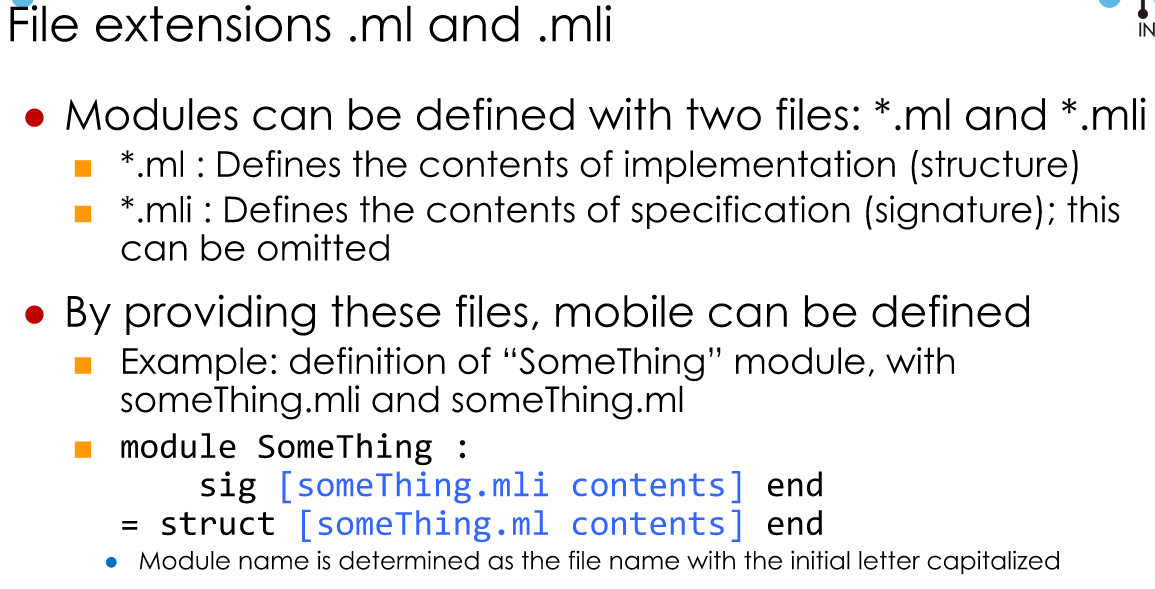 File extensions .ml and .mli
IN
● Modules can be defined with two files: *.ml and *.mli
■ *.ml : Defines the contents of implementation (structure)
■ *.mli : Defines the contents of specification (signature); this
can be omitted
● By providing these files, mobile can be defined
■ Example: definition of “SomeThing” module, with
someThing.mli and someThing.ml
■ module SomeThing :
sig [someThing.mli contents] end
= struct [someThing.ml contents] end
● Module name is determined as the file name with the initial letter capitalized